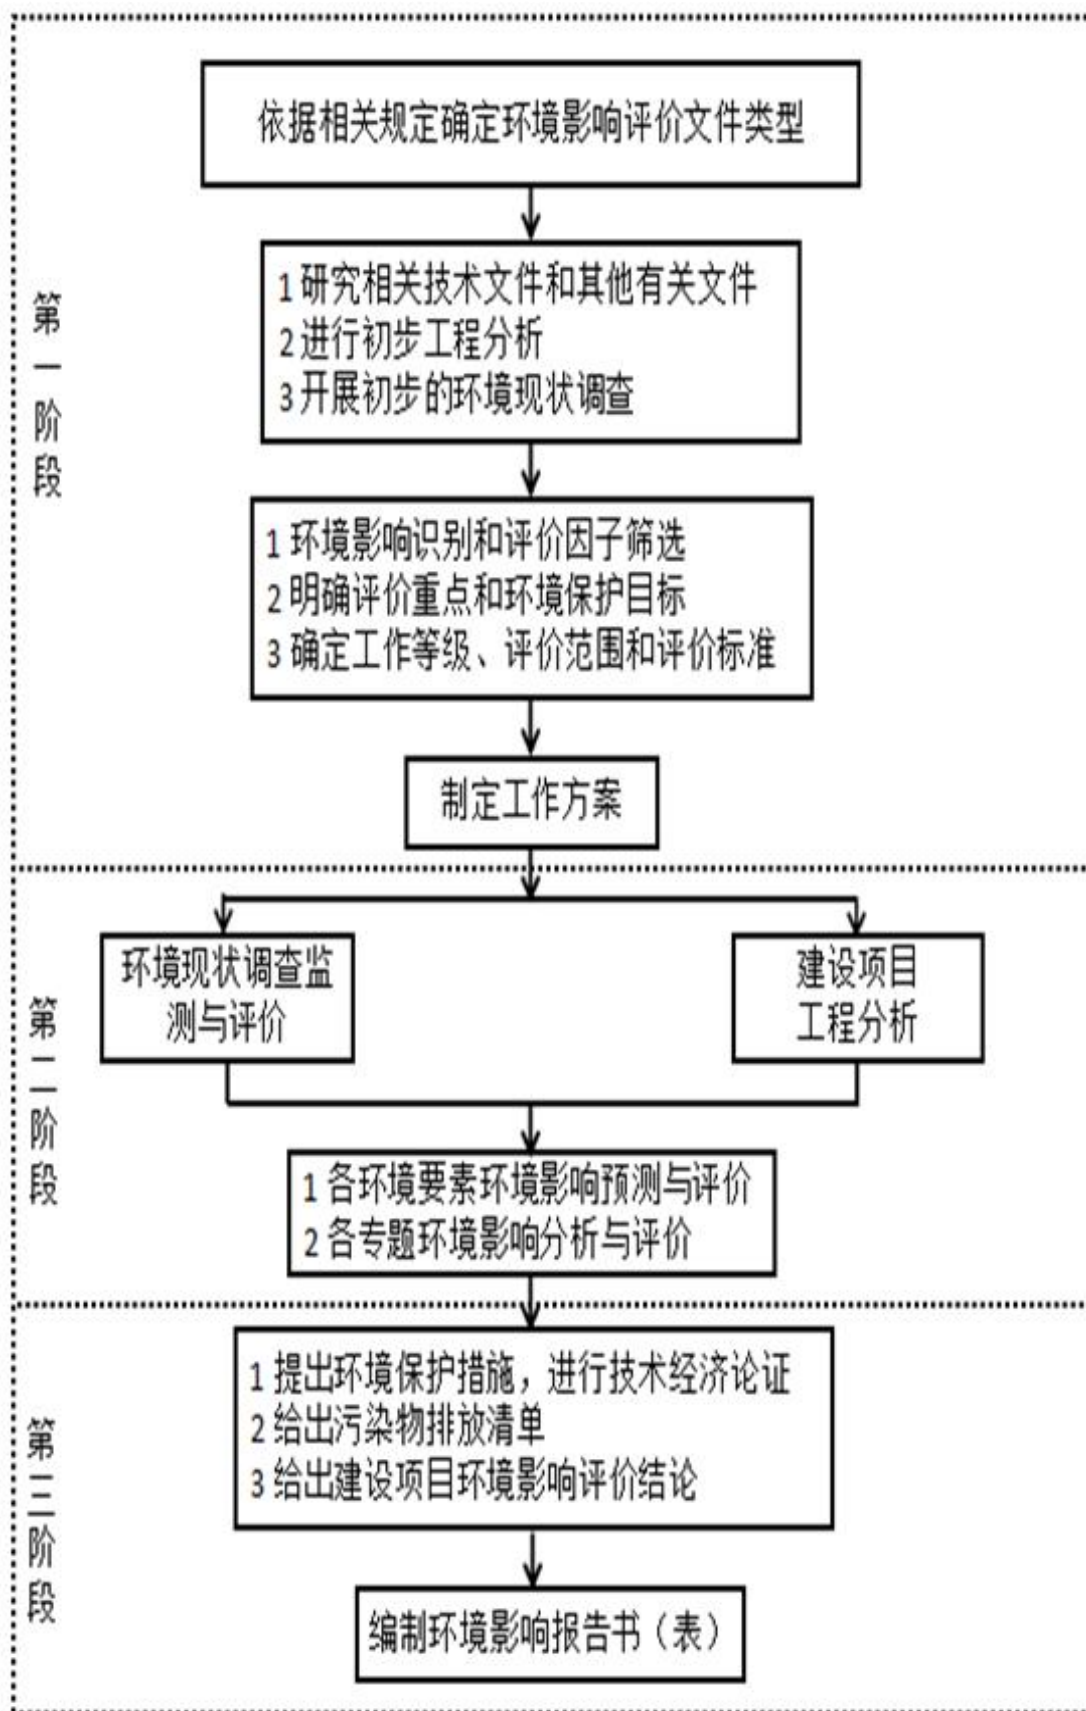 依据相关规定确定环境影响评价文件类型
1 研究相关技术文件和其他有关文件
2 进行初步工程分析
3 开展初步的环境现状调查
1 环境影响识别和评价因子筛选
2 明确评价重点和环境保护目标
3 确定工作等级、评价范围和评价标准
制定工作方案
第一阶段
环境现状调查监
测与评价
建设项目
工程分析
1 各环境要素环境影响预测与评价
2 各专题环境影响分析与评价
第二阶段
1 提出环境保护措施，进行技术经济论证
2 给出污染物排放清单
3 给出建设项目环境影响评价结论
编制环境影响报告书（表）
第三阶段